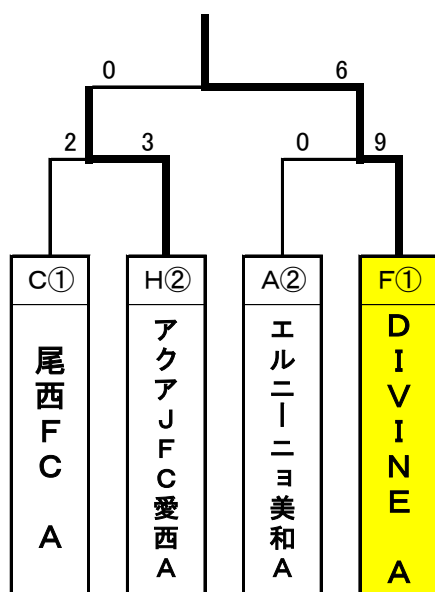 0 6
2 3 0 9
C① H② A② F①
尾西FC A
アクアJFC愛西A
エルニーニョ美和A
DIVINE A